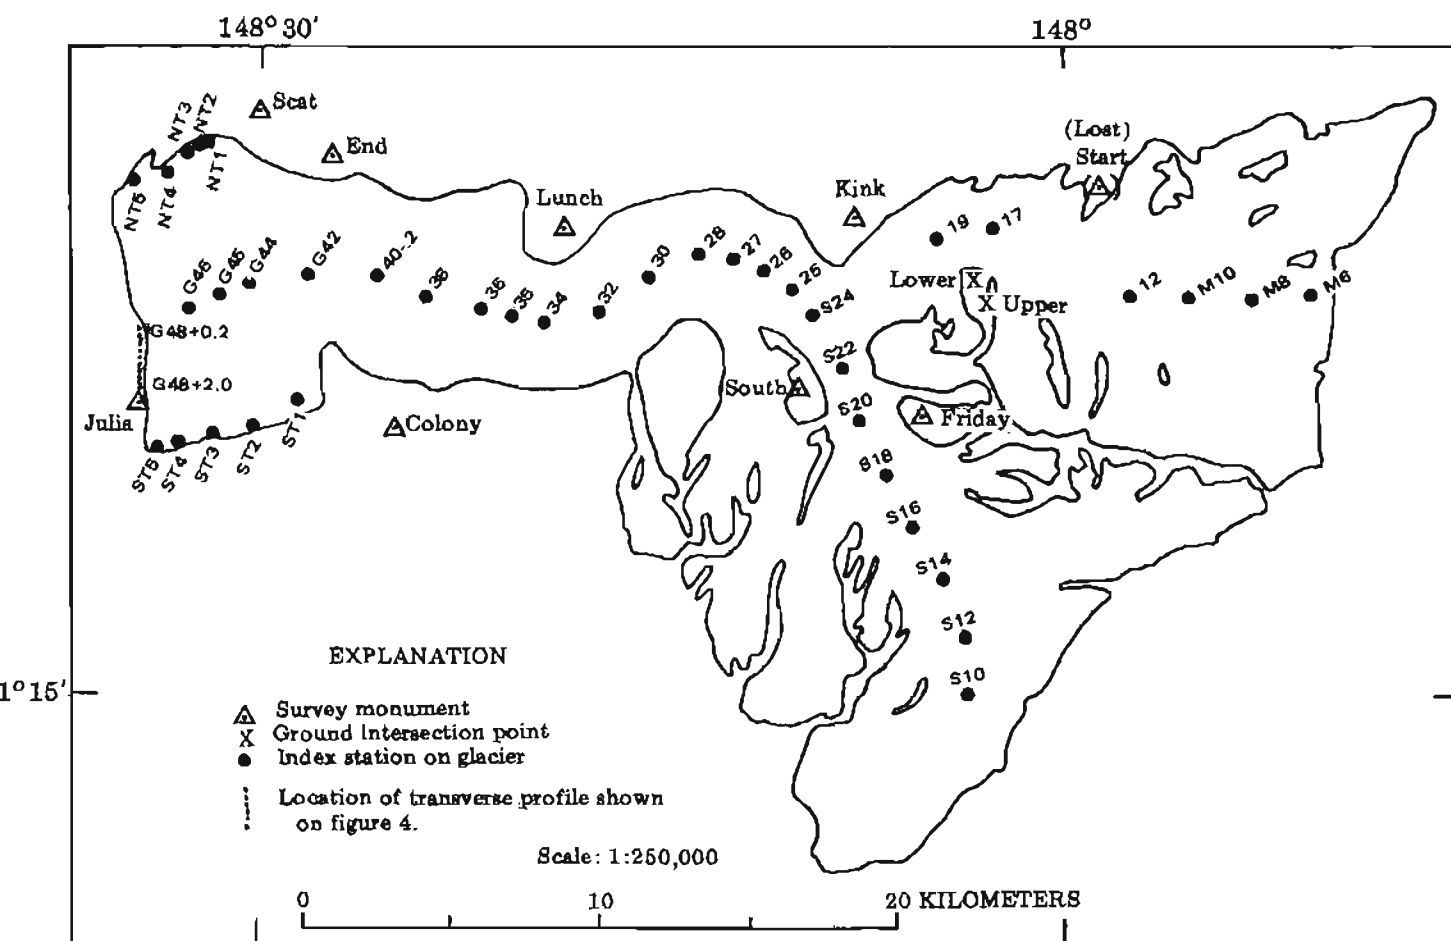 148° 30'
148°
Scat
NT3
NT2
End
(Lost)
Start
NT1
NT5
NT4
Lunch
Kink
19
17
G46
G45
G44
G42
40-.2
38
36
35
34
32
30
28
27
26
25
S24
Lower X
X Upper
12
M10
M8
M6
G48+0.2
S22
G48+2.0
South
S20
Friday
Julia
Colony
ST1
ST2
ST3
ST4
ST5
S18
S16
S14
S12
S10
1° 15'
EXPLANATION
Survey monument
X Ground Intersection point
Index station on glacier
Location of transverse profile shown
on figure 4.
Scale: 1:250,000
0 10 20 KILOMETERS